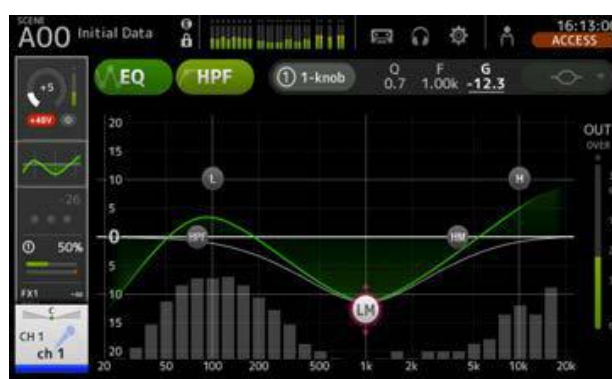 SCENE
A00 Initial Data
16:13:00
ACCESS
EQ
HPF
1 1-knob
Q F G
0.7 1.00k -12.3
+5
+48V
-26
1 50%
FX1 -∞
C
CH 1
ch 1
OUT
OVER
20
15
10
5
0
5
10
15
20
L
H
HPF
HM
LM
20 50 100 200 500 1k 2k 5k 10k 20k